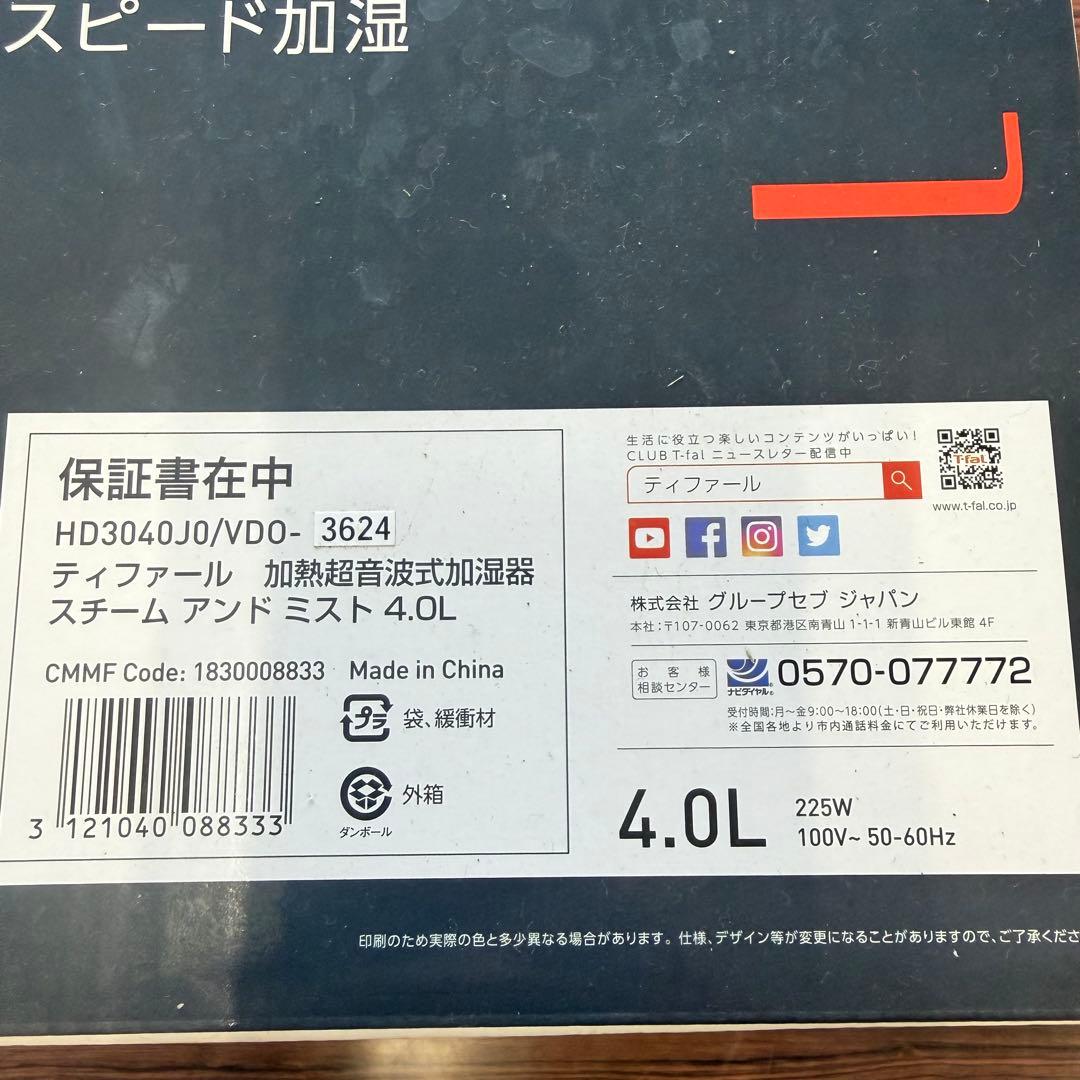 スピード加湿
保証書在中
HD3040J0/VDO- 3624
ティファール 加熱超音波式加湿器
スチーム アンド ミスト 4.0L
CMMF Code: 1830008833 Made in China
プラ 袋、緩衝材
外箱
ダンボール
3 121040 088333
生活に役立つ楽しいコンテンツがいっぱい！
CLUB T-fal ニュースレター配信中
ティファール
T-fal
www.t-fal.co.jp
株式会社 グループセブ ジャパン
本社：〒107-0062 東京都港区南青山 1-1-1 新青山ビル東館 4F
お客様
相談センター
ナビダイヤル®
0570-077772
受付時間：月～金9:00～18:00（土・日・祝日・弊社休業日を除く）
※全国各地より市内通話料金にてご利用いただけます。
4.0L
225W
100V~ 50-60Hz
印刷のため実際の色と多少異なる場合があります。仕様、デザイン等が変更になることがありますので、ご了承くださ